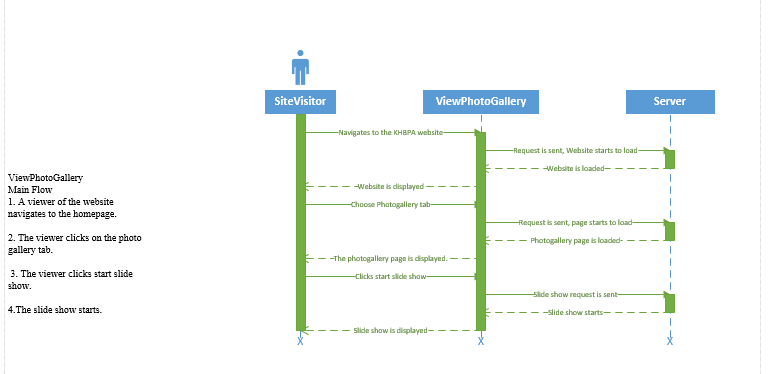 SiteVisitor
ViewPhotoGallery
Server
Navigates to the KHBPA website
Request is sent, Website starts to load
Website is loaded
Website is displayed
Choose Photogallery tab
Request is sent, page starts to load
Photogallery page is loaded
The photogallery page is displayed.
Clicks start slide show
Slide show request is sent
Slide show starts
Slide show is displayed
X
X
X
ViewPhotoGallery
Main Flow
1. A viewer of the website
navigates to the homepage.
2. The viewer clicks on the photo
gallery tab.
3. The viewer clicks start slide
show.
4.The slide show starts.